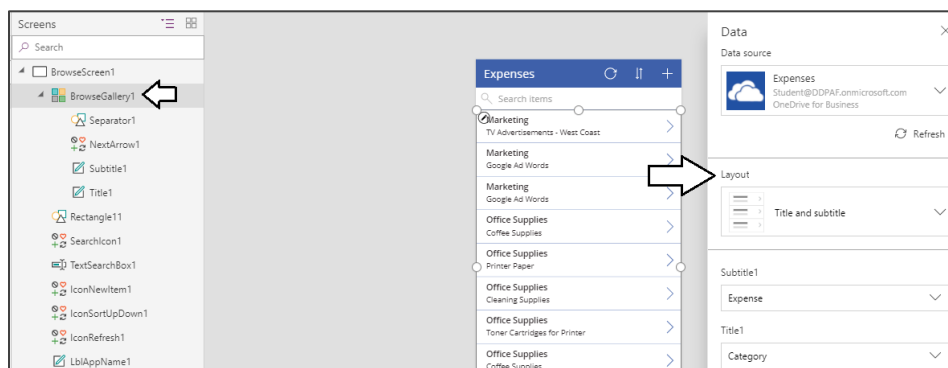 Screens
Search
BrowseScreen1
BrowseGallery1
Separator1
NextArrow1
Subtitle1
Title1
Rectangle11
SearchIcon1
TextSearchBox1
IconNewItem1
IconSortUpDown1
IconRefresh1
LblAppName1
Expenses
Search items
Marketing
TV Advertisements - West Coast
Marketing
Google Ad Words
Marketing
Google Ad Words
Office Supplies
Coffee Supplies
Office Supplies
Printer Paper
Office Supplies
Cleaning Supplies
Office Supplies
Toner Cartridges for Printer
Office Supplies
Coffee Supplies
Data
Data source
Expenses
Student@DDPAF.onmicrosoft.com
OneDrive for Business
Refresh
Layout
Title and subtitle
Subtitle1
Expense
Title1
Category